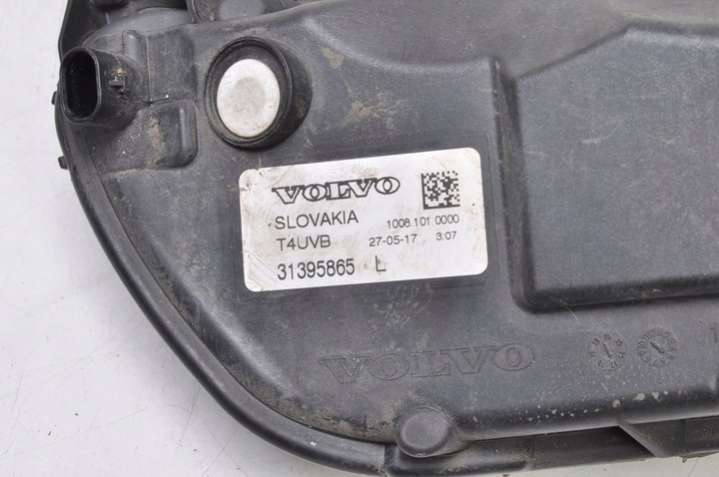 VOLVO
SLOVAKIA 1008.101.0000
T4UVB 27-05-17 3:07
31395865 L
VOLVO